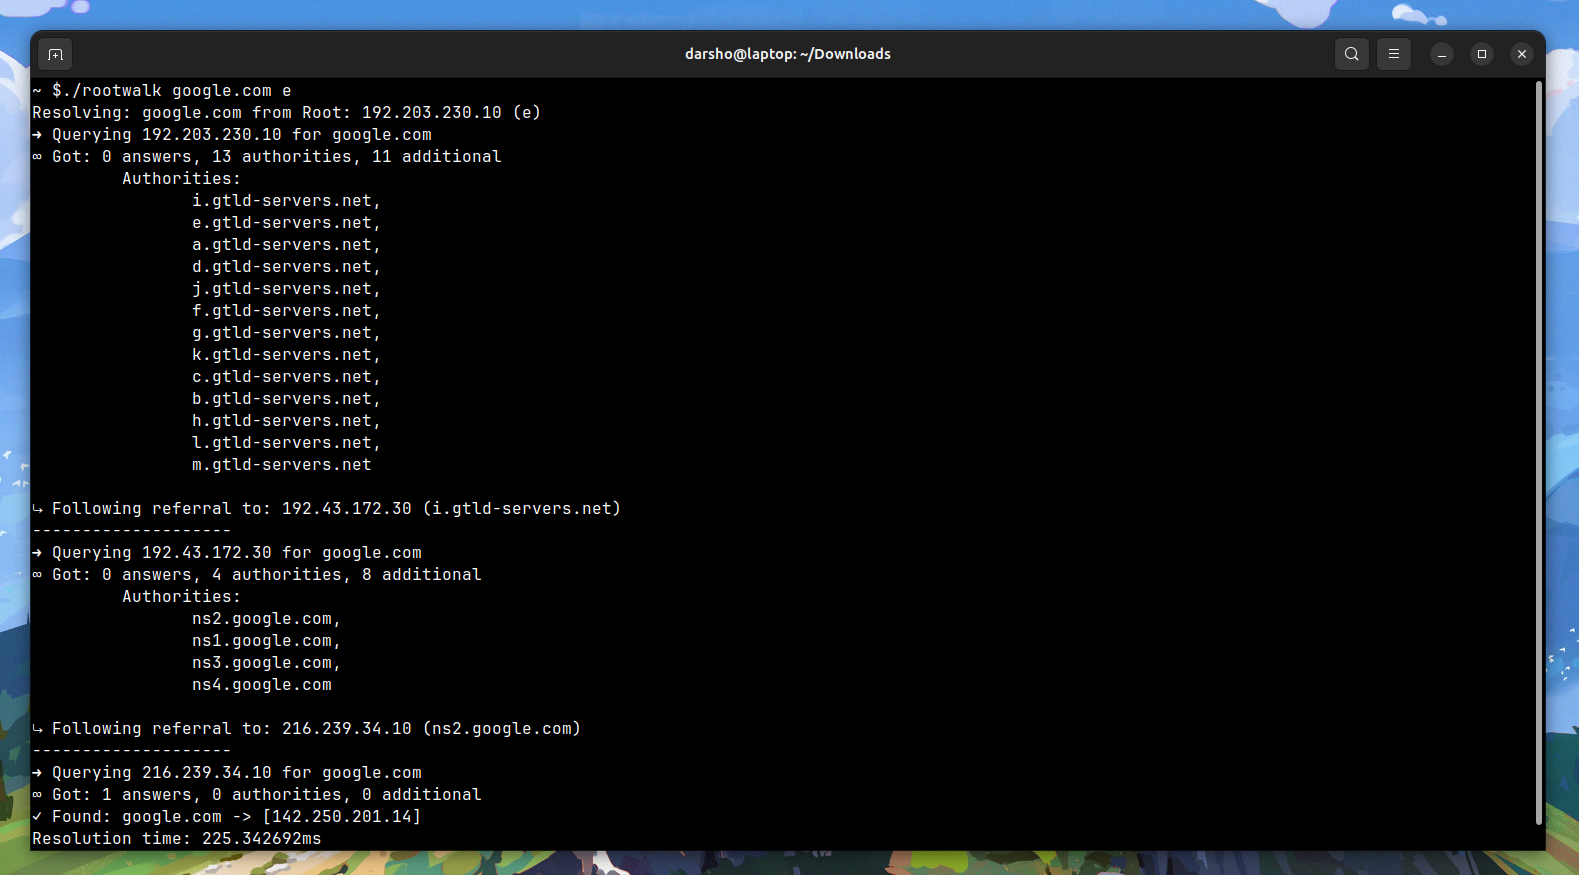 darsho@laptop: ~/Downloads
~ $./rootwalk google.com e
Resolving: google.com from Root: 192.203.230.10 (e)
→ Querying 192.203.230.10 for google.com
∞ Got: 0 answers, 13 authorities, 11 additional
Authorities:
i.gtld-servers.net,
e.gtld-servers.net,
a.gtld-servers.net,
d.gtld-servers.net,
j.gtld-servers.net,
f.gtld-servers.net,
g.gtld-servers.net,
k.gtld-servers.net,
c.gtld-servers.net,
b.gtld-servers.net,
h.gtld-servers.net,
l.gtld-servers.net,
m.gtld-servers.net
↳ Following referral to: 192.43.172.30 (i.gtld-servers.net)
--------------------
→ Querying 192.43.172.30 for google.com
∞ Got: 0 answers, 4 authorities, 8 additional
Authorities:
ns2.google.com,
ns1.google.com,
ns3.google.com,
ns4.google.com
↳ Following referral to: 216.239.34.10 (ns2.google.com)
--------------------
→ Querying 216.239.34.10 for google.com
∞ Got: 1 answers, 0 authorities, 0 additional
✓ Found: google.com -> [142.250.201.14]
Resolution time: 225.342692ms